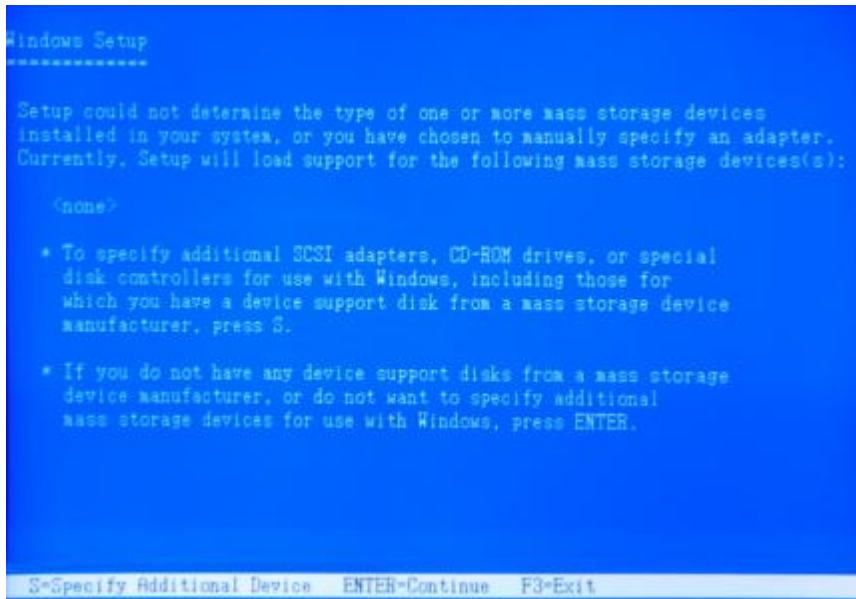 Windows Setup
=============
Setup could not determine the type of one or more mass storage devices
installed in your system, or you have chosen to manually specify an adapter.
Currently, Setup will load support for the following mass storage devices(s):
<none>
* To specify additional SCSI adapters, CD-ROM drives, or special
disk controllers for use with Windows, including those for
which you have a device support disk from a mass storage device
manufacturer, press S.
* If you do not have any device support disks from a mass storage
device manufacturer, or do not want to specify additional
mass storage devices for use with Windows, press ENTER.
S=Specify Additional Device ENTER=Continue F3=Exit